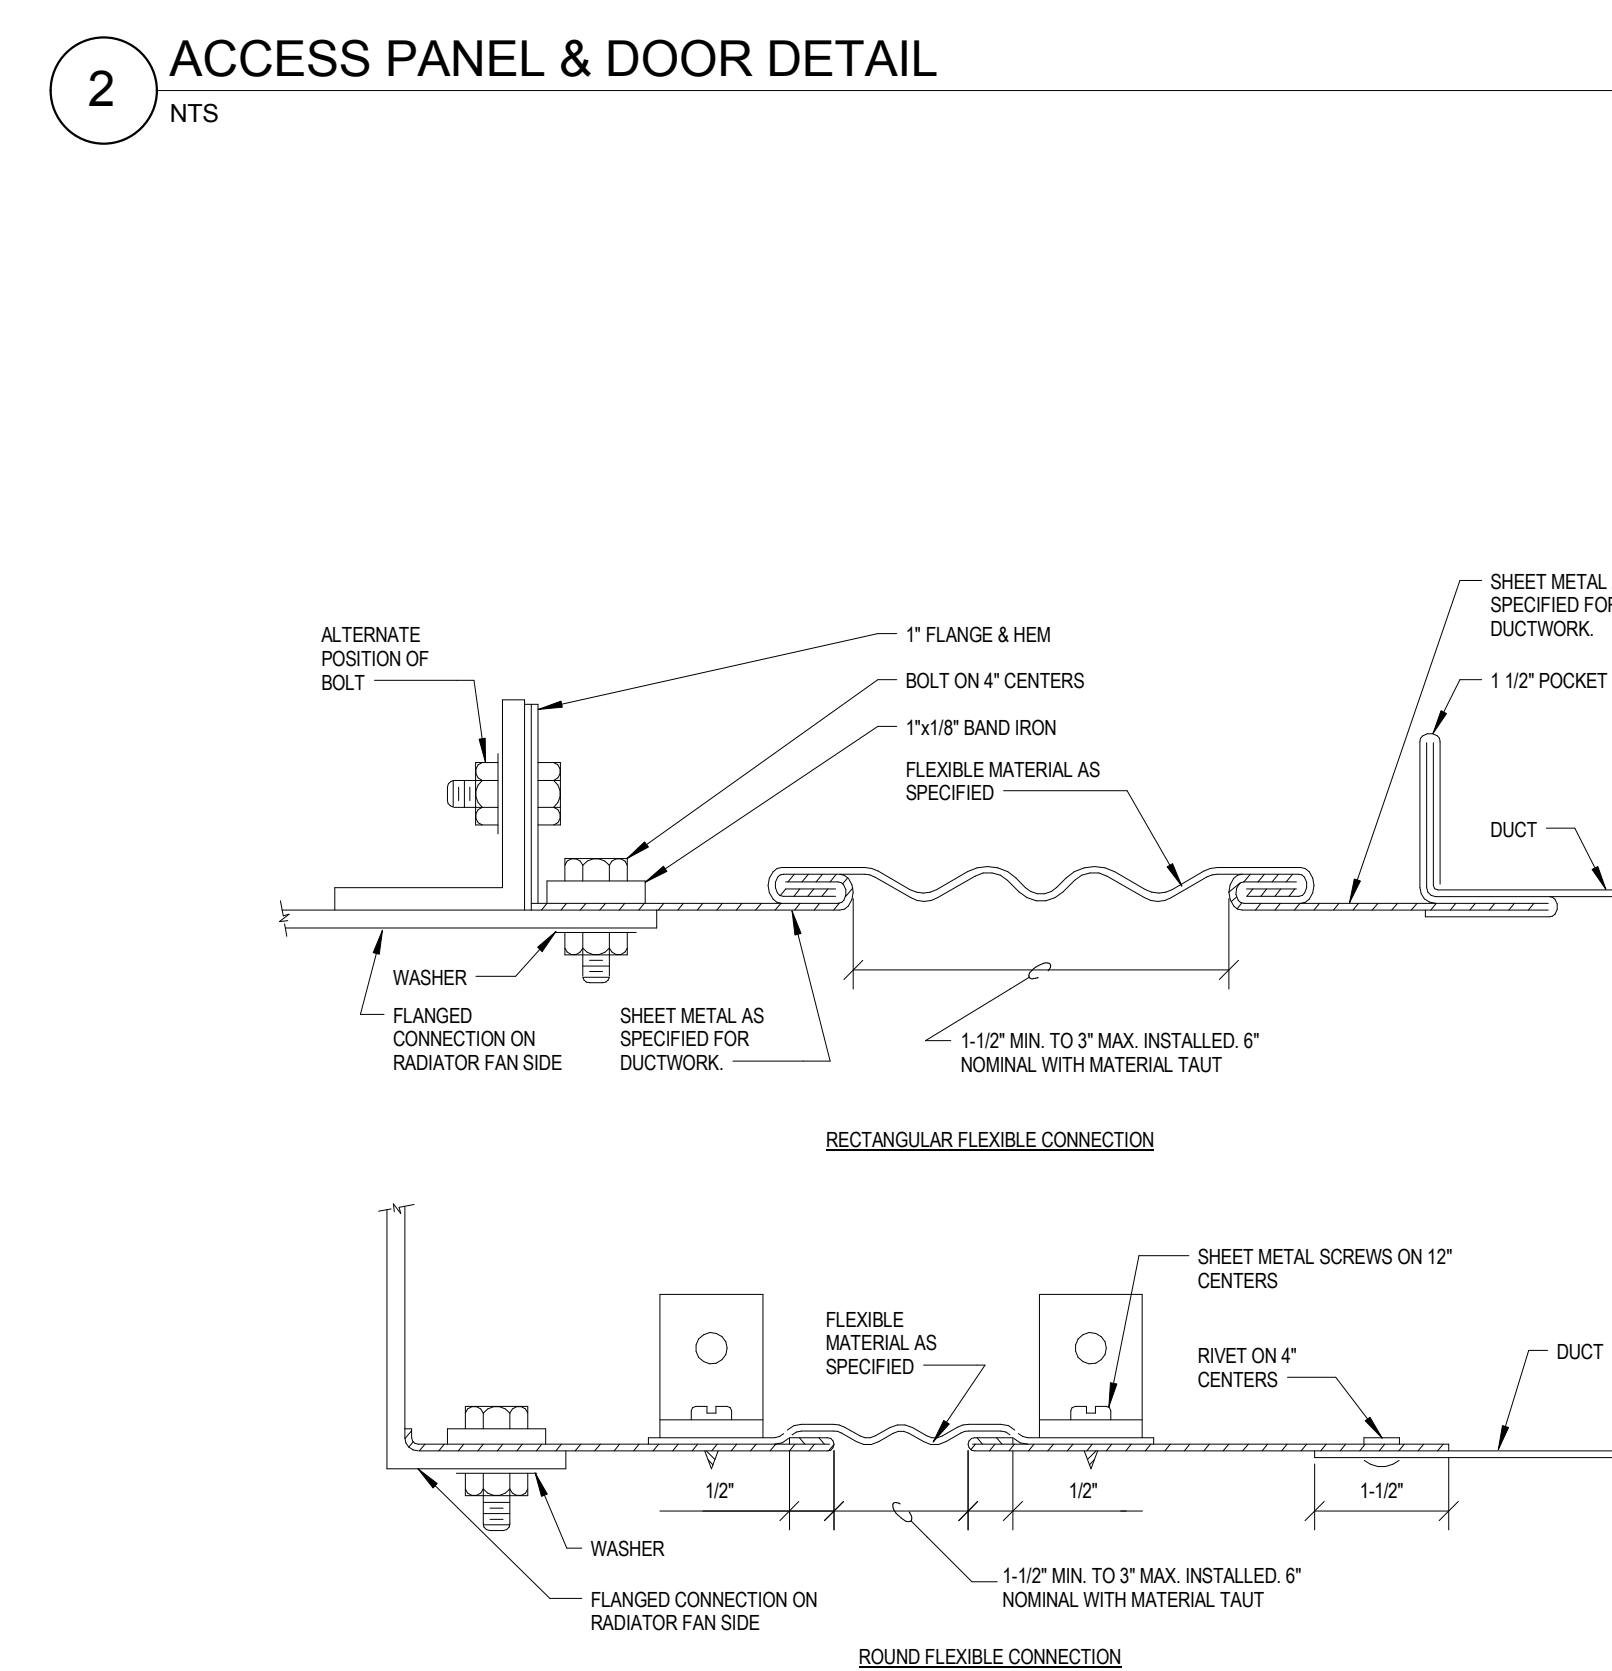 2
ACCESS PANEL & DOOR DETAIL
NTS
SHEET METAL
SPECIFIED FOR
DUCTWORK.
ALTERNATE
POSITION OF
BOLT
1" FLANGE & HEM
BOLT ON 4" CENTERS
1 1/2" POCKET
1"x1/8" BAND IRON
FLEXIBLE MATERIAL AS
SPECIFIED
DUCT
WASHER
FLANGED
CONNECTION ON
RADIATOR FAN SIDE
SHEET METAL AS
SPECIFIED FOR
DUCTWORK.
1-1/2" MIN. TO 3" MAX. INSTALLED. 6"
NOMINAL WITH MATERIAL TAUT
RECTANGULAR FLEXIBLE CONNECTION
SHEET METAL SCREWS ON 12"
CENTERS
FLEXIBLE
MATERIAL AS
SPECIFIED
RIVET ON 4"
CENTERS
DUCT
1/2"
1/2"
1-1/2"
WASHER
1-1/2" MIN. TO 3" MAX. INSTALLED. 6"
NOMINAL WITH MATERIAL TAUT
FLANGED CONNECTION ON
RADIATOR FAN SIDE
ROUND FLEXIBLE CONNECTION